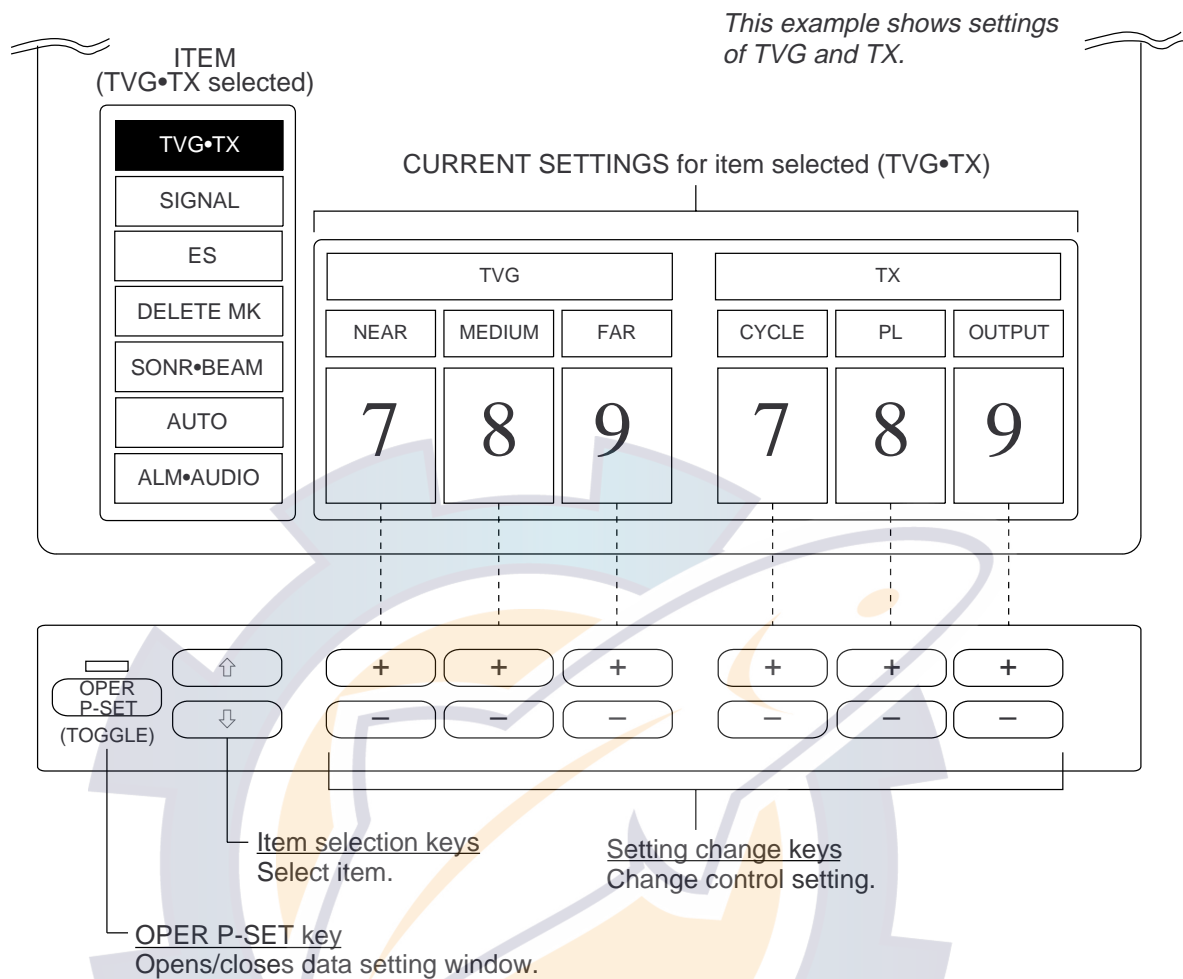 This example shows settings
of TVG and TX.
ITEM
(TVG•TX selected)
TVG•TX
SIGNAL
ES
DELETE MK
SONR•BEAM
AUTO
ALM•AUDIO
CURRENT SETTINGS for item selected (TVG•TX)
TVG TX
NEAR MEDIUM FAR CYCLE PL OUTPUT
7 8 9 7 8 9
OPER
P-SET
(TOGGLE)
⇧ + + + + + +
⇩ – – – – – –
Item selection keys
Select item.
Setting change keys
Change control setting.
OPER P-SET key
Opens/closes data setting window.